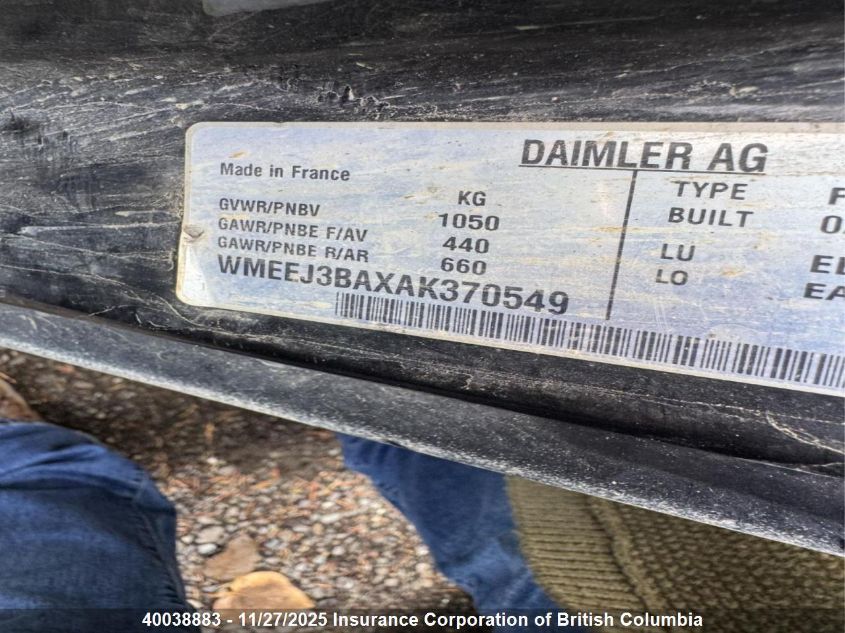 DAIMLER AG
Made in France
KG
GVWR/PNBV 1050
GAWR/PNBE F/AV 440
GAWR/PNBE R/AR 660
WMEEJ3BAXAK370549
TYPE
BUILT
LU
LO
40038883 - 11/27/2025 Insurance Corporation of British Columbia